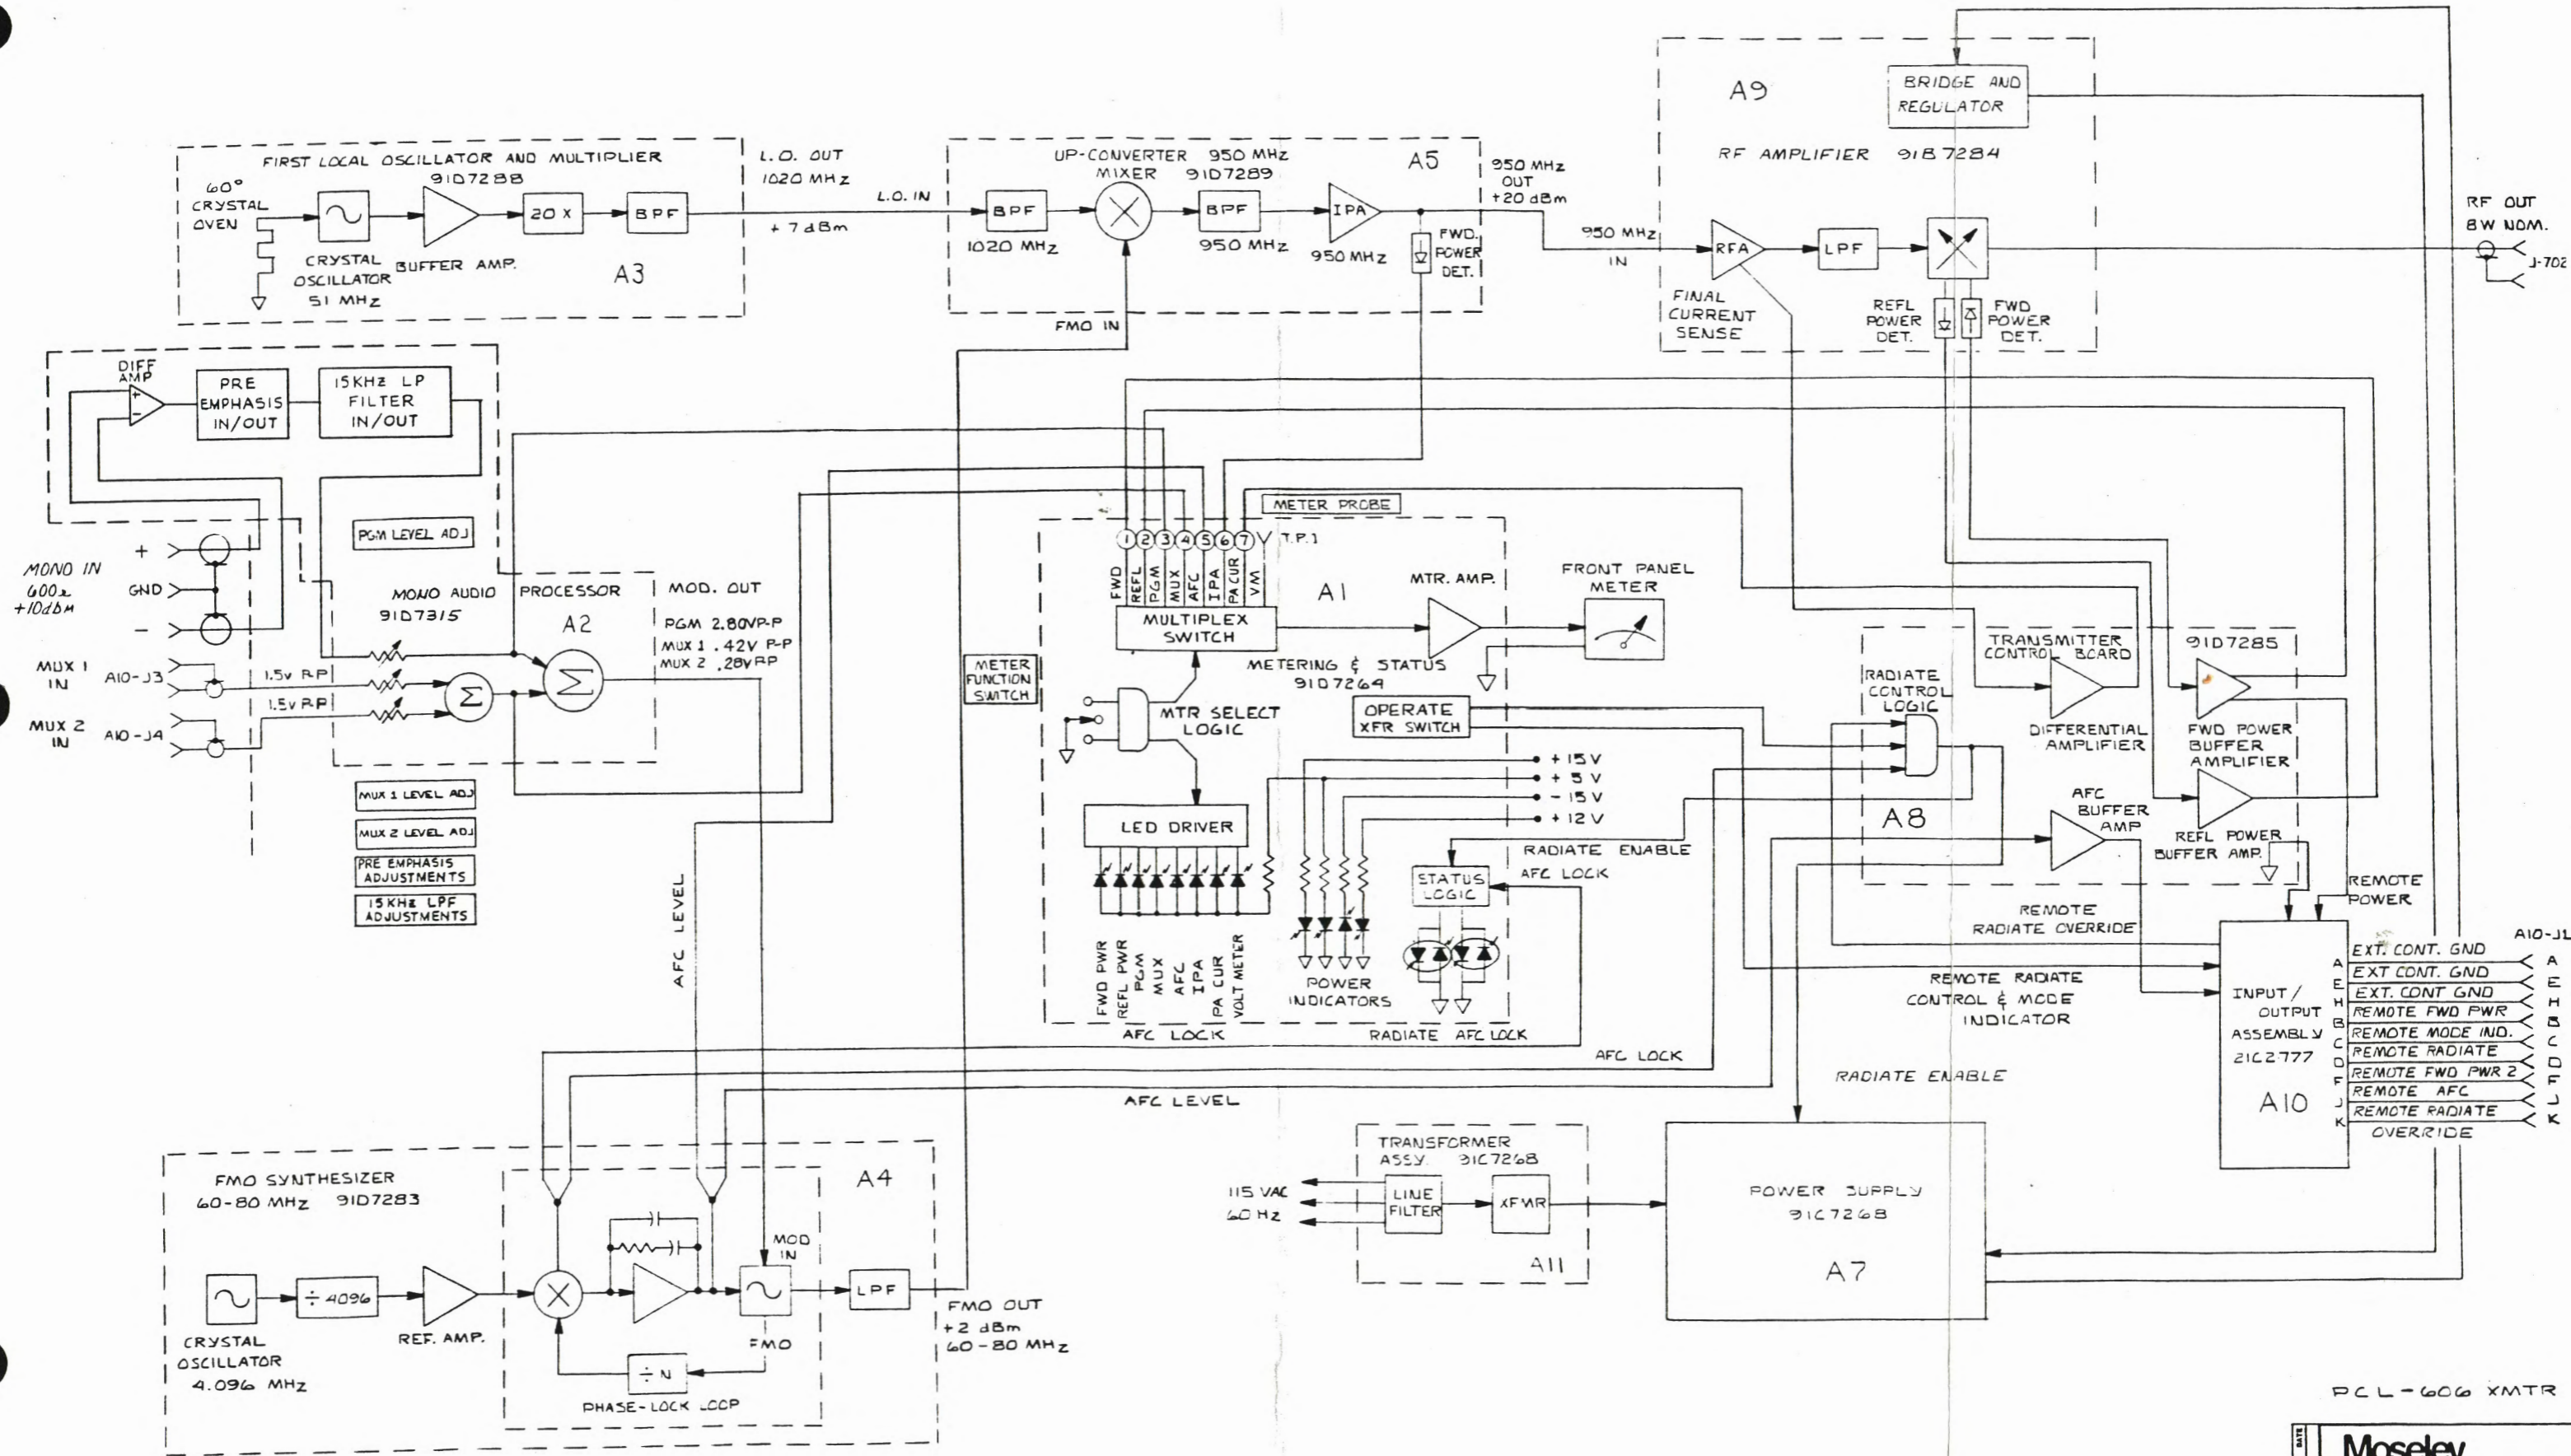 FIRST LOCAL OSCILLATOR AND MULTIPLIER
91D7288
60°
CRYSTAL
OVEN
20 X
BPF
CRYSTAL
OSCILLATOR
51 MHz
BUFFER AMP.
A3
L.O. OUT
1020 MHz
+7dBm
L.O. IN
UP-CONVERTER 950 MHz
MIXER 91D7289
A5
BPF
1020 MHz
BPF
950 MHz
IPA
950 MHz
FWD.
POWER
DET.
FMO IN
950 MHz
OUT
+20 dBm
950 MHz
IN
A9
BRIDGE AND
REGULATOR
RF AMPLIFIER 91B7284
RFA
LPF
FINAL
CURRENT
SENSE
REFL
POWER
DET.
FWD
POWER
DET.
RF OUT
8W NOM.
J-702
DIFF
AMP
+
-
PRE
EMPHASIS
IN/OUT
15KHz LP
FILTER
IN/OUT
PGM LEVEL ADJ
MONO IN
600Ω
+10dBM
+
GND
-
MUX 1
IN
A10-J3
1.5V P-P
MUX 2
IN
A10-J4
1.5V P-P
MONO AUDIO PROCESSOR
91D7315
A2
Σ
Σ
MOD. OUT
PGM 2.80VP-P
MUX 1 .42V P-P
MUX 2 .28VP-P
MUX 1 LEVEL ADJ
MUX 2 LEVEL ADJ
PRE EMPHASIS
ADJUSTMENTS
15KHz LPF
ADJUSTMENTS
METER PROBE
1 2 3 4 5 6 7
T.P.1
FWD
REFL
PGM
MUX
AFC
IPA
PA CUR
VM
MULTIPLEX
SWITCH
A1
MTR. AMP.
FRONT PANEL
METER
METERING & STATUS
91D7264
METER
FUNCTION
SWITCH
MTR SELECT
LOGIC
OPERATE
XFR SWITCH
+15V
+5V
-15V
+12V
LED DRIVER
RADIATE ENABLE
AFC LOCK
STATUS
LOGIC
FWD PWR
REFL PWR
PGM
MUX
AFC
IPA
PA CUR
VOLT METER
POWER
INDICATORS
RADIATE AFC LOCK
AFC LOCK
AFC LEVEL
AFC LOCK
AFC LEVEL
TRANSMITTER
CONTROL BOARD
91D7285
RADIATE
CONTROL
LOGIC
DIFFERENTIAL
AMPLIFIER
FWD POWER
BUFFER
AMPLIFIER
A8
AFC
BUFFER
AMP
REFL POWER
BUFFER AMP.
REMOTE
POWER
REMOTE
RADIATE OVERRIDE
REMOTE RADIATE
CONTROL & MODE
INDICATOR
RADIATE ENABLE
INPUT/
OUTPUT
ASSEMBLY
21C2777
A10
A10-J1
A EXT. CONT. GND A
E EXT CONT. GND E
H EXT. CONT GND H
B REMOTE FWD PWR B
C REMOTE MODE IND. C
D REMOTE RADIATE D
F REMOTE FWD PWR 2 F
J REMOTE AFC J
K REMOTE RADIATE K
OVERRIDE
FMO SYNTHESIZER
60-80 MHz 91D7283
A4
CRYSTAL
OSCILLATOR
4.096 MHz
÷ 4096
REF. AMP.
MOD
IN
FMO
÷ N
PHASE-LOCK LOOP
LPF
FMO OUT
+2 dBm
60-80 MHz
TRANSFORMER
ASSY. 91C7268
115 VAC
60 Hz
LINE
FILTER
XFMR
A11
POWER SUPPLY
91C7268
A7
PCL-606 XMTR
DATE
Moseley